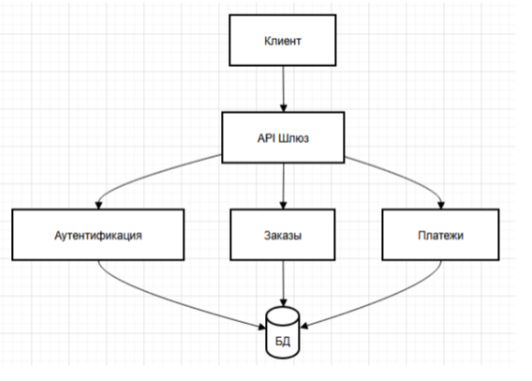 Клиент
API Шлюз
Аутентификация
Заказы
Платежи
БД